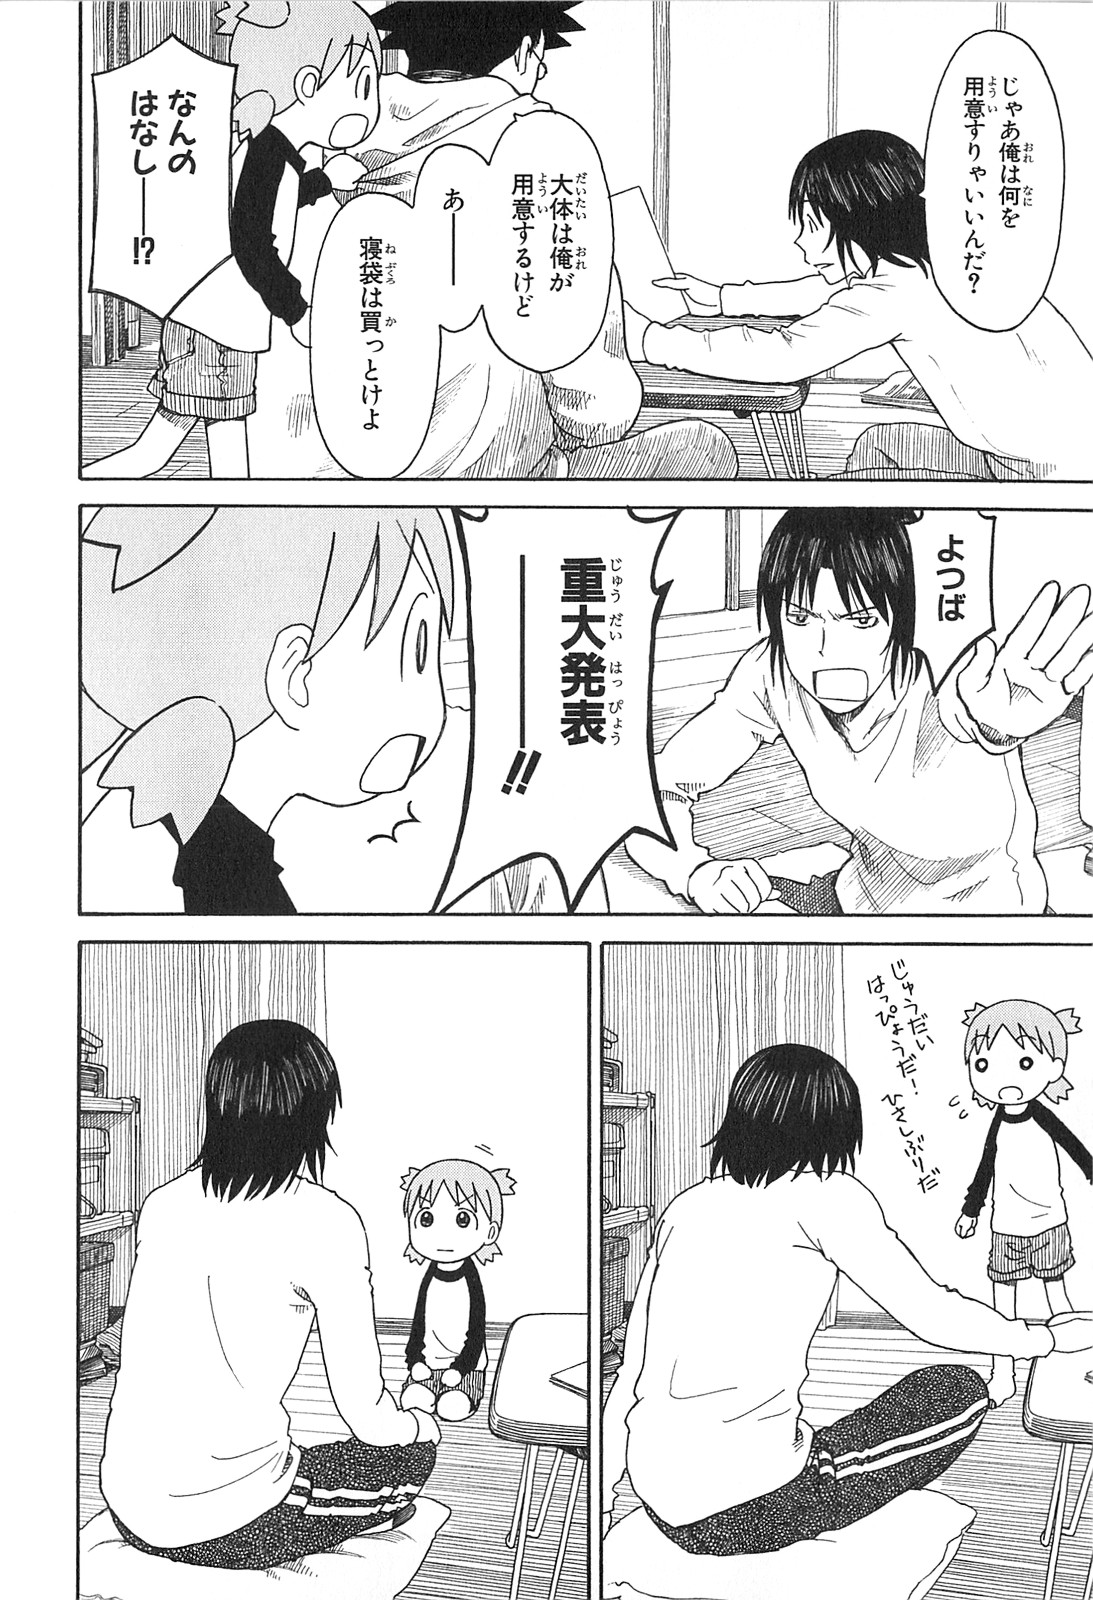 じゃあ俺は何を
用意すりゃいいんだ？
大体は俺が
用意するけど
あ――
寝袋は買っとけよ
なんの
はなし――!?
よつば
重大発表
――!!
じゅうだい
はっぴょうだ！
ひさしぶりだ